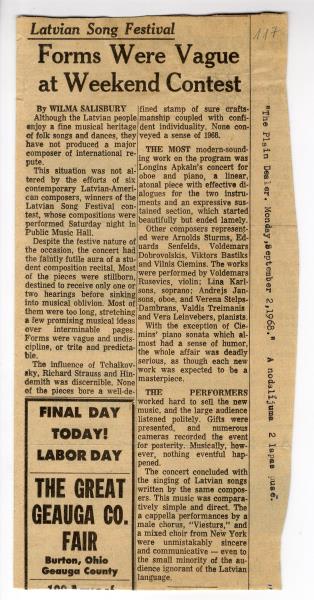 Latvian Song Festival
117
Forms Were Vague
at Weekend Contest
By WILMA SALISBURY
Although the Latvian people
enjoy a fine musical heritage
of folk songs and dances, they
have not produced a major
composer of international re-
pute.
This situation was not al-
tered by the efforts of six
contemporary Latvian-Ameri-
can composers, winners of the
Latvian Song Festival con-
test, whose compositions were
performed Saturday night in
Public Music Hall.
Despite the festive nature of
the occasion, the concert had
the faintly futile aura of a stu-
dent composition recital. Most
of the pieces were stillborn,
destined to receive only one or
two hearings before sinking
into musical oblivion. Most of
them were too long, stretching
a few promising musical ideas
over interminable pages.
Forms were vague and undis-
cipline, or trite and predicta-
ble.
The influence of Tchaikov-
sky, Richard Strauss and Hin-
demith was discernible. None
of the pieces bore a well-de-
fined stamp of sure crafts-
manship coupled with con-
fident individuality. None con-
veyed a sense of 1968.
THE MOST modern-sound-
ing work on the program was
Longins Apkaln's concert for
oboe and piano, a linear,
atonal piece with effective di-
alogues for the two instru-
ments and an expressive sus-
tained section, which started
beautifully but ended lamely.
Other composers represent-
ed were Arnolds Sturms, Ed-
uards Senfelds, Voldemars
Dobrovolskis, Viktors Bastiks
and Vilnis Ciemins. The works
were performed by Voldemars
Rusevics, violin; Lina Karl-
sons, soprano; Andrejs Jan-
sons, oboe, and Verena Stelps-
Dambrans, Valdis Treimanis
and Vera Leinvebers, pianists.
With the exception of Cie-
mins' piano sonata which al-
most had a sense of humor,
the whole affair was deadly
serious, as though each new
work was expected to be a
masterpiece.
THE PERFORMERS
worked hard to sell the new
music, and the large audience
listened politely. Gifts were
presented, and numerous
cameras recorded the event
for posterity. Musically, how-
ever, nothing eventful hap-
pened.
The concert concluded with
the singing of Latvian songs
written by the same compos-
ers. This music was compara-
tively simple and direct. The
a cappella performances by a
male chorus, "Viesturs," and
a mixed choir from New York
were unmistakably sincere
and communicative — even to
the small minority of the au-
dience ignorant of the Latvian
language.
FINAL DAY
TODAY!
LABOR DAY
THE GREAT
GEAUGA CO.
FAIR
Burton, Ohio
Geauga County
"The Plain Dealer Monday, September 2, 1968." A nodalījuma 2 lapas pusē.